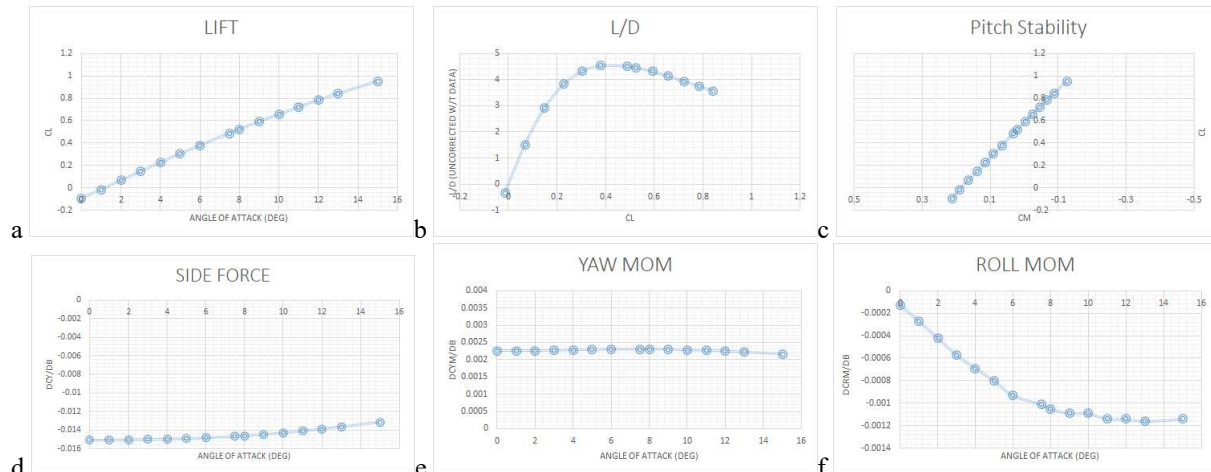 LIFT
1.2
1
0.8
0.6
0.4
0.2
0
-0.2
0 2 4 6 8 10 12 14 16
CL
ANGLE OF ATTACK (DEG)
a
L/D
5
4
3
2
1
0
-1
-0.2 0 0.2 0.4 0.6 0.8 1 1.2
L/D (UNCORRECTED W/T DATA)
CL
b
Pitch Stability
1.2
1
0.8
0.6
0.4
0.2
0
-0.2
0.5 0.3 0.1 -0.1 -0.3 -0.5
CL
CM
c
SIDE FORCE
0
-0.002
-0.004
-0.006
-0.008
-0.01
-0.012
-0.014
-0.016
0 2 4 6 8 10 12 14 16
DCY/DB
ANGLE OF ATTACK (DEG)
d
YAW MOM
0.004
0.0035
0.003
0.0025
0.002
0.0015
0.001
0.0005
0
0 2 4 6 8 10 12 14 16
DCYM/DB
ANGLE OF ATTACK (DEG)
e
ROLL MOM
0
-0.0002
-0.0004
-0.0006
-0.0008
-0.001
-0.0012
-0.0014
0 2 4 6 8 10 12 14 16
DCRM/DB
ANGLE OF ATTACK (DEG)
f